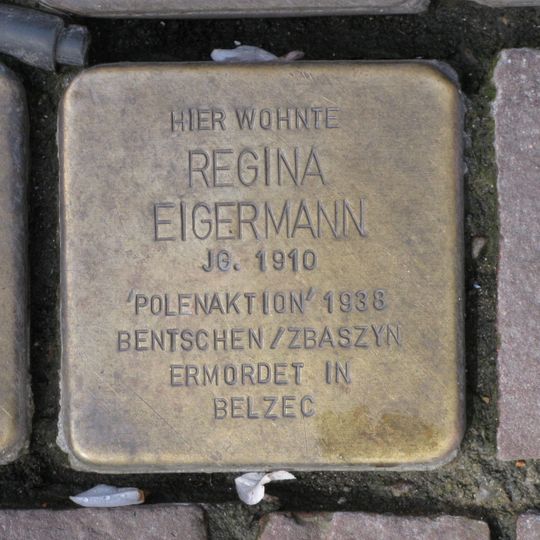 HIER WOHNTE
REGINA
EIGERMANN
JG. 1910
'POLENAKTION' 1938
BENTSCHEN/ZBASZYN
ERMORDET IN
BELZEC